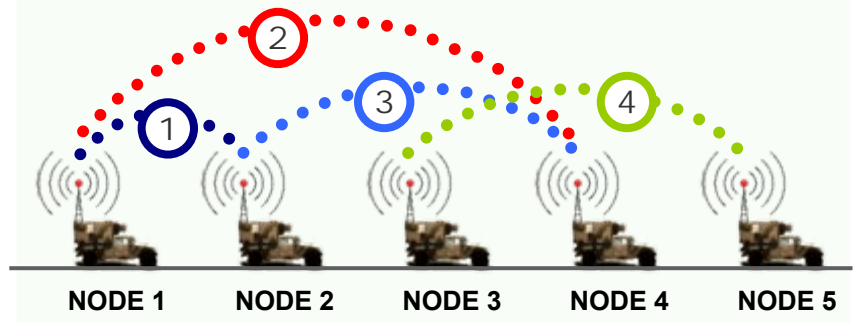 2
1
3
4
NODE 1
NODE 2
NODE 3
NODE 4
NODE 5